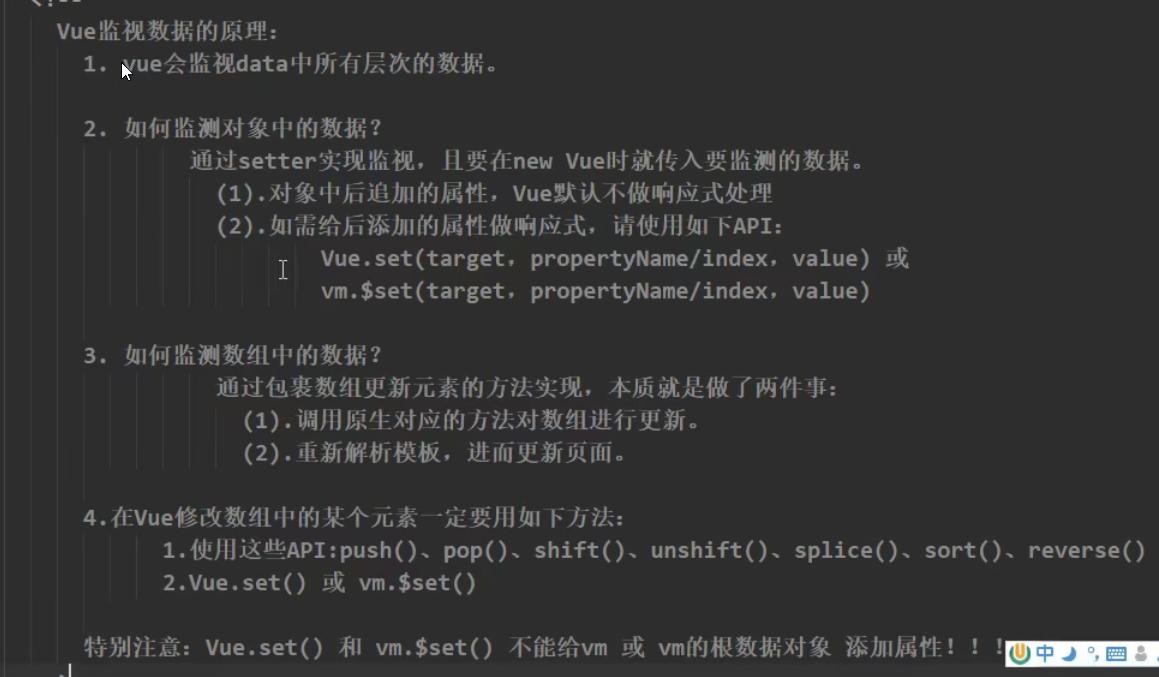 Vue监视数据的原理：
1. vue会监视data中所有层次的数据。
2. 如何监测对象中的数据？
通过setter实现监视，且要在new Vue时就传入要监测的数据。
(1).对象中后追加的属性，Vue默认不做响应式处理
(2).如需给后添加的属性做响应式，请使用如下API：
Vue.set(target，propertyName/index，value) 或
vm.$set(target，propertyName/index，value)
3. 如何监测数组中的数据？
通过包裹数组更新元素的方法实现，本质就是做了两件事：
(1).调用原生对应的方法对数组进行更新。
(2).重新解析模板，进而更新页面。
4.在Vue修改数组中的某个元素一定要用如下方法：
1.使用这些API:push()、pop()、shift()、unshift()、splice()、sort()、reverse()
2.Vue.set() 或 vm.$set()
特别注意：Vue.set() 和 vm.$set() 不能给vm 或 vm的根数据对象 添加属性！！！
中